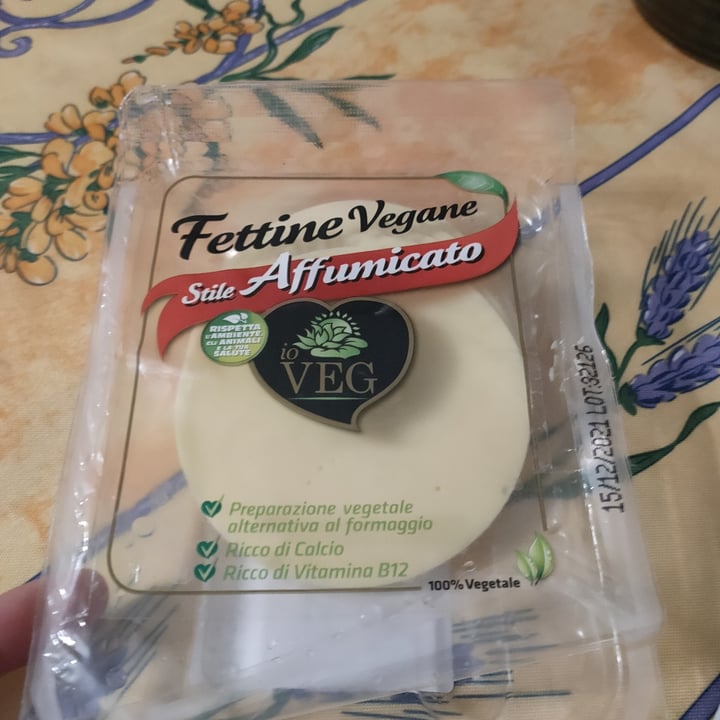 Fettine Vegane
Stile Affumicato
RISPETTA
L'AMBIENTE
GLI ANIMALI
E LA TUA
SALUTE
io
VEG
Preparazione vegetale
alternativa al formaggio
Ricco di Calcio
Ricco di Vitamina B12
100% Vegetale
15/12/2021 LOT:32126